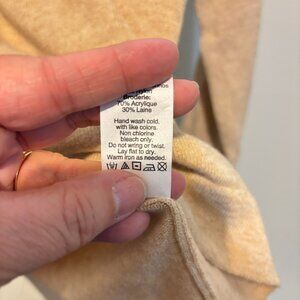 Broderie:
70% Acrylique
30% Laine
Hand wash cold,
with like colors.
Non chlorine
bleach only.
Do not wring or twist.
Lay flat to dry.
Warm iron as needed.